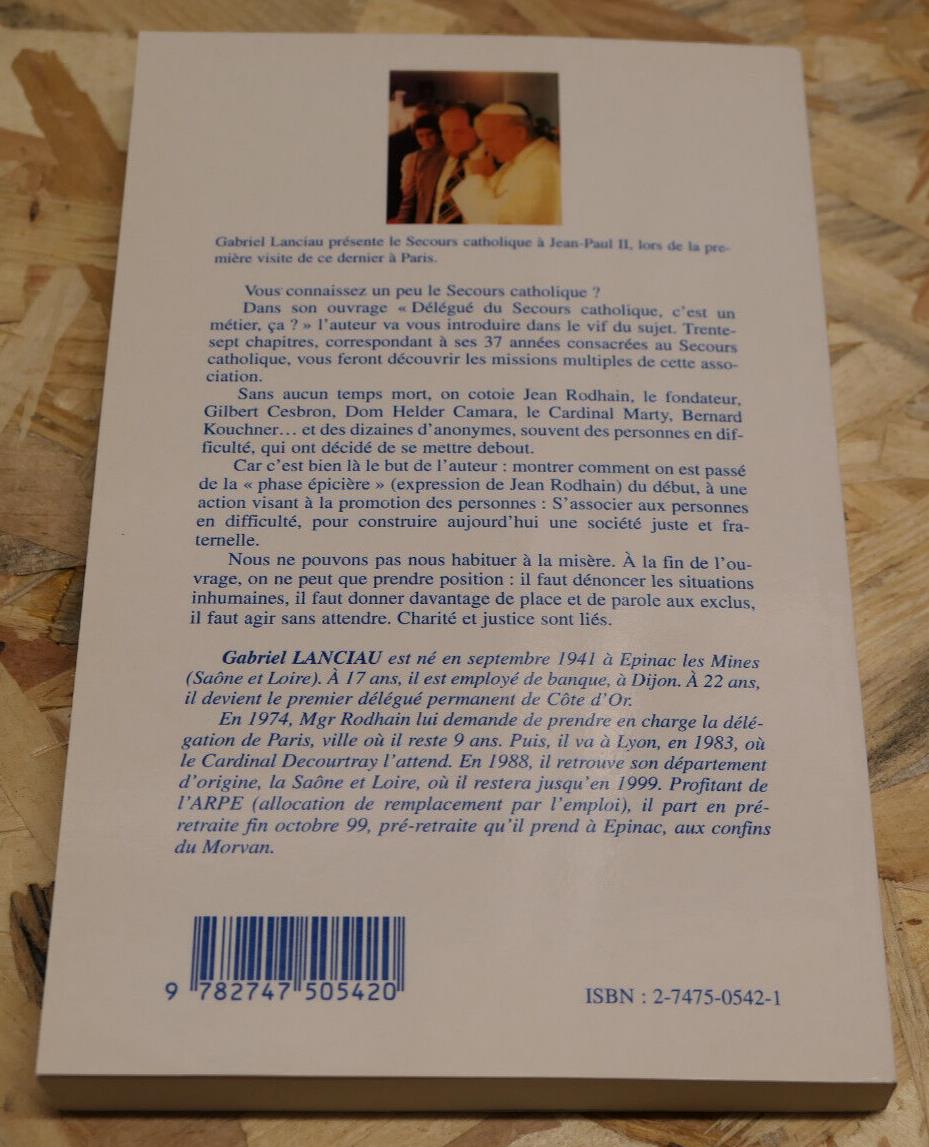 Gabriel Lanciau présente le Secours catholique à Jean-Paul II, lors de la pre-
mière visite de ce dernier à Paris.
Vous connaissez un peu le Secours catholique ?
Dans son ouvrage « Délégué du Secours catholique, c'est un
métier, ça ? » l'auteur va vous introduire dans le vif du sujet. Trente-
sept chapitres, correspondant à ses 37 années consacrées au Secours
catholique, vous feront découvrir les missions multiples de cette asso-
ciation.
Sans aucun temps mort, on cotoie Jean Rodhain, le fondateur,
Gilbert Cesbron, Dom Helder Camara, le Cardinal Marty, Bernard
Kouchner... et des dizaines d'anonymes, souvent des personnes en dif-
ficulté, qui ont décidé de se mettre debout.
Car c'est bien là le but de l'auteur : montrer comment on est passé
de la « phase épicière » (expression de Jean Rodhain) du début, à une
action visant à la promotion des personnes : S'associer aux personnes
en difficulté, pour construire aujourd'hui une société juste et fra-
ternelle.
Nous ne pouvons pas nous habituer à la misère. À la fin de l'ou-
vrage, on ne peut que prendre position : il faut dénoncer les situations
inhumaines, il faut donner davantage de place et de parole aux exclus,
il faut agir sans attendre. Charité et justice sont liés.
Gabriel LANCIAU est né en septembre 1941 à Epinac les Mines
(Saône et Loire). À 17 ans, il est employé de banque, à Dijon. À 22 ans,
il devient le premier délégué permanent de Côte d'Or.
En 1974, Mgr Rodhain lui demande de prendre en charge la délé-
gation de Paris, ville où il reste 9 ans. Puis, il va à Lyon, en 1983, où
le Cardinal Decourtray l'attend. En 1988, il retrouve son département
d'origine, la Saône et Loire, où il restera jusqu'en 1999. Profitant de
l'ARPE (allocation de remplacement par l'emploi), il part en pré-
retraite fin octobre 99, pré-retraite qu'il prend à Epinac, aux confins
du Morvan.
9 782747 505420
ISBN : 2-7475-0542-1